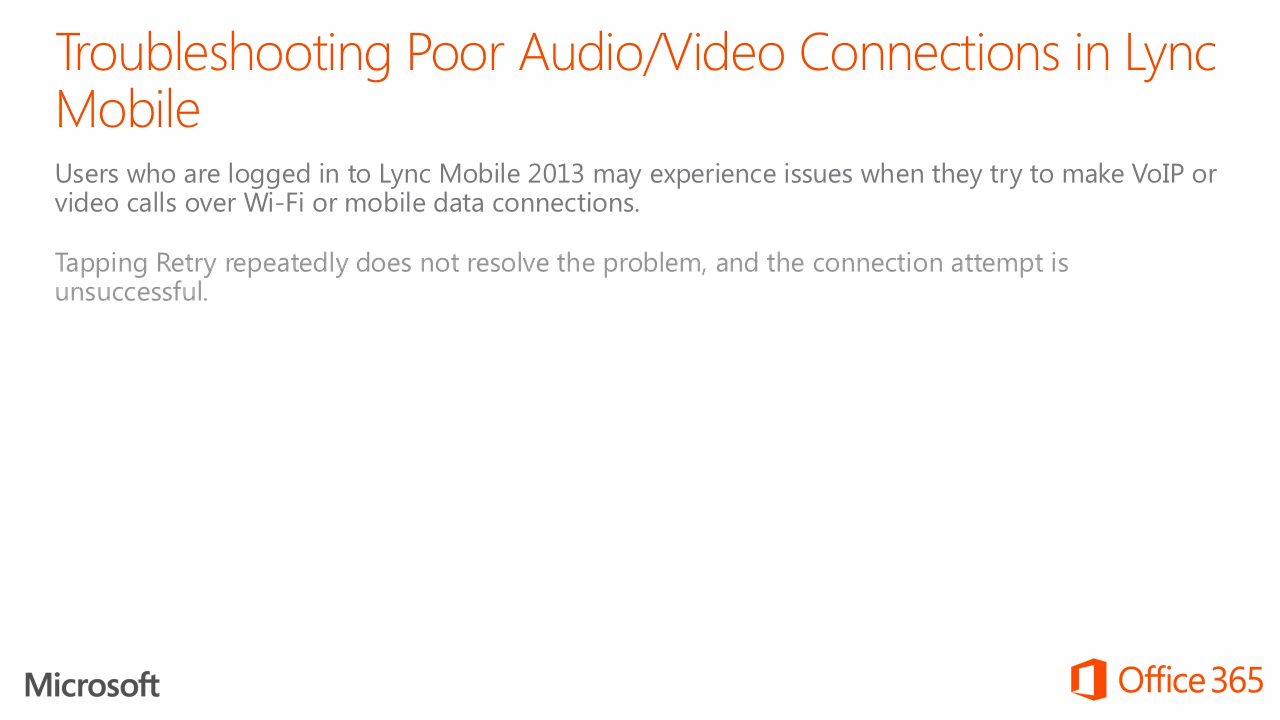 Troubleshooting Poor Audio/Video Connections in Lync
Mobile
Users who are logged in to Lync Mobile 2013 may experience issues when they try to make VoIP or
video calls over Wi-Fi or mobile data connections.
Tapping Retry repeatedly does not resolve the problem, and the connection attempt is
unsuccessful.
Microsoft
Office 365